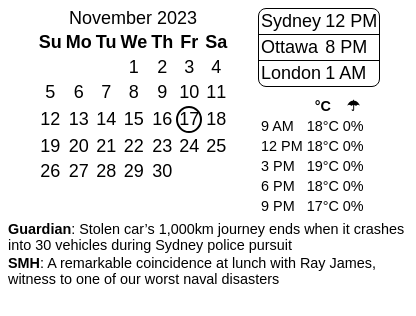 November 2023
Su Mo Tu We Th Fr Sa
1 2 3 4
5 6 7 8 9 10 11
12 13 14 15 16 17 18
19 20 21 22 23 24 25
26 27 28 29 30
Sydney 12 PM
Ottawa 8 PM
London 1 AM
°C ☂
9 AM 18°C 0%
12 PM 18°C 0%
3 PM 19°C 0%
6 PM 18°C 0%
9 PM 17°C 0%
Guardian: Stolen car’s 1,000km journey ends when it crashes
into 30 vehicles during Sydney police pursuit
SMH: A remarkable coincidence at lunch with Ray James,
witness to one of our worst naval disasters